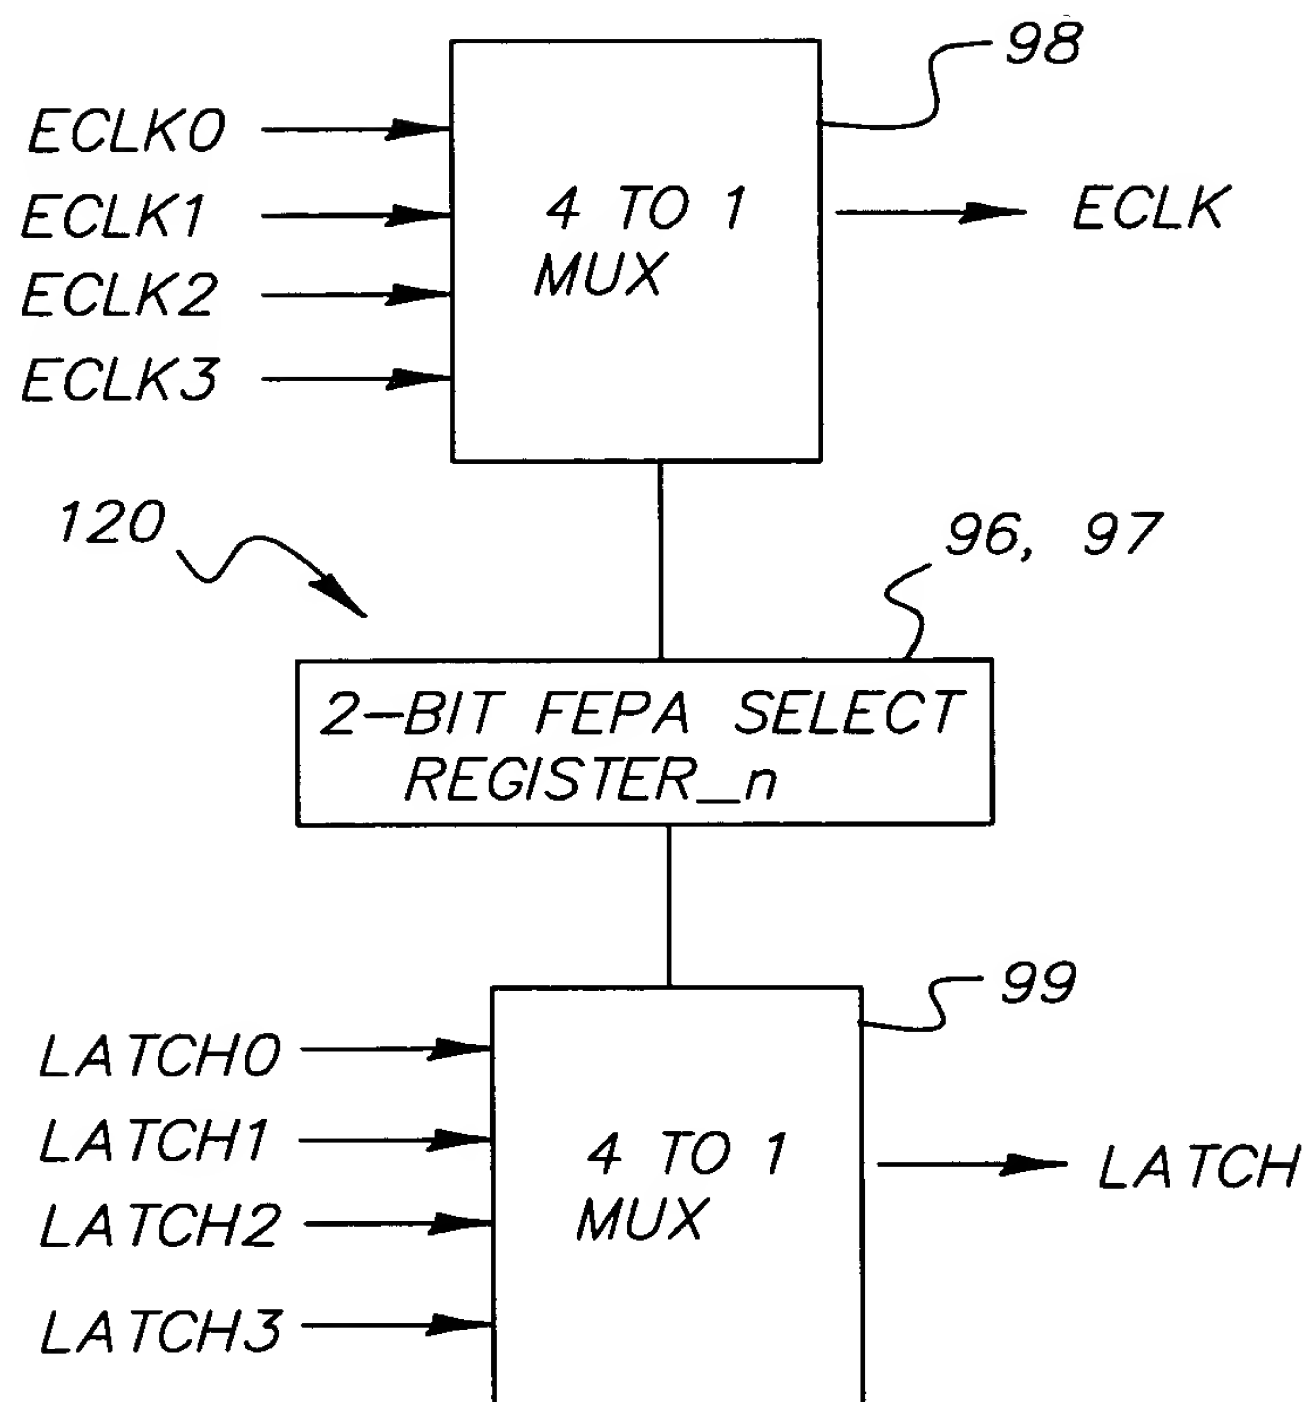 98
ECLK0
ECLK1
ECLK2
ECLK3
4 TO 1
MUX
ECLK
120
96, 97
2-BIT FEPA SELECT
REGISTER_n
99
LATCH0
LATCH1
LATCH2
LATCH3
4 TO 1
MUX
LATCH